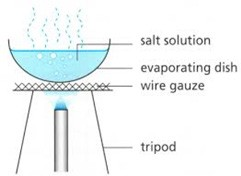 salt solution
evaporating dish
wire gauze
tripod